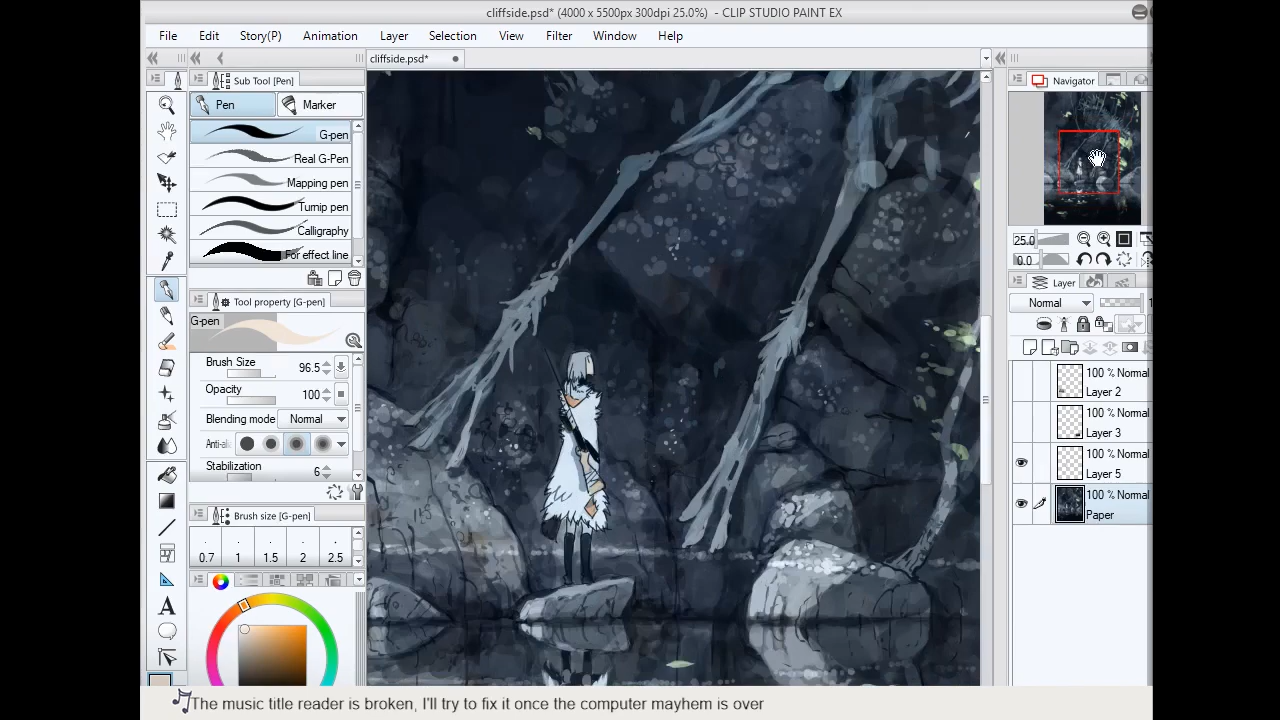 cliffside.psd* (4000 x 5500px 300dpi 25.0%) - CLIP STUDIO PAINT EX
File Edit Story(P) Animation Layer Selection View Filter Window Help
cliffside.psd*
Sub Tool [Pen]
Pen Marker
G-pen
Real G-Pen
Mapping pen
Turnip pen
Calligraphy
For effect line
Tool property [G-pen]
G-pen
Brush Size 96.5
Opacity 100
Blending mode Normal
Anti-al
Stabilization 6
Brush size [G-pen]
0.7 1 1.5 2 2.5
Navigator
25.0
0.0
Layer
Normal
100 % Normal
Layer 2
100 % Normal
Layer 3
100 % Normal
Layer 5
100 % Normal
Paper
The music title reader is broken, I'll try to fix it once the computer mayhem is over